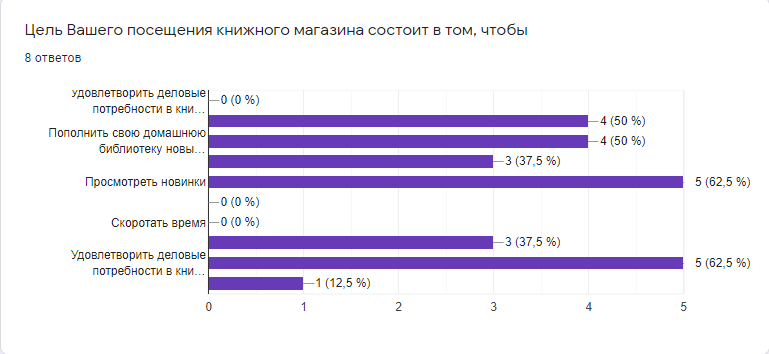 Цель Вашего посещения книжного магазина состоит в том, чтобы
8 ответов
Удовлетворить деловые
потребности в кни…
0 (0 %)
4 (50 %)
Пополнить свою домашнюю
библиотеку новы…
4 (50 %)
3 (37,5 %)
Просмотреть новинки
5 (62,5 %)
0 (0 %)
Скоротать время
0 (0 %)
3 (37,5 %)
Удовлетворить деловые
потребности в кни…
5 (62,5 %)
1 (12,5 %)
0 1 2 3 4 5